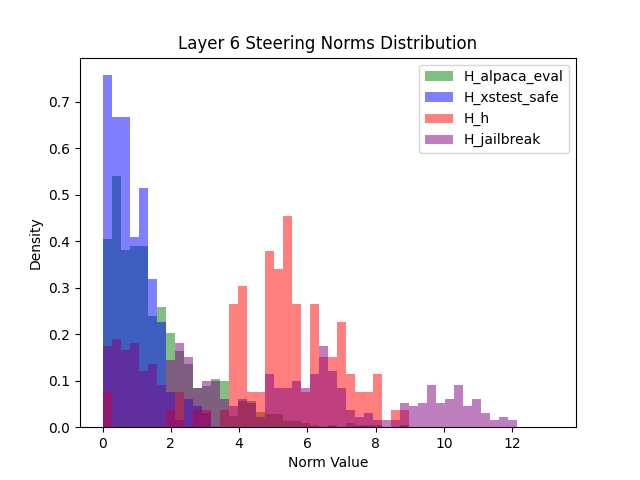 Layer 6 Steering Norms Distribution
H_alpaca_eval
H_xstest_safe
H_h
H_jailbreak
0.7
0.6
0.5
0.4
0.3
0.2
0.1
0.0
Density
0 2 4 6 8 10 12
Norm Value